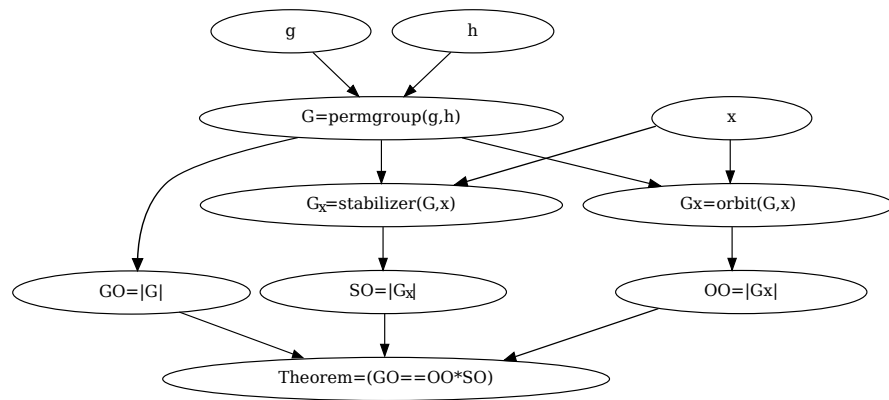 g
h
G=permgroup(g,h)
x
Gₓ=stabilizer(G,x)
Gx=orbit(G,x)
GO=|G|
SO=|Gₓ|
OO=|Gx|
Theorem=(GO==OO*SO)